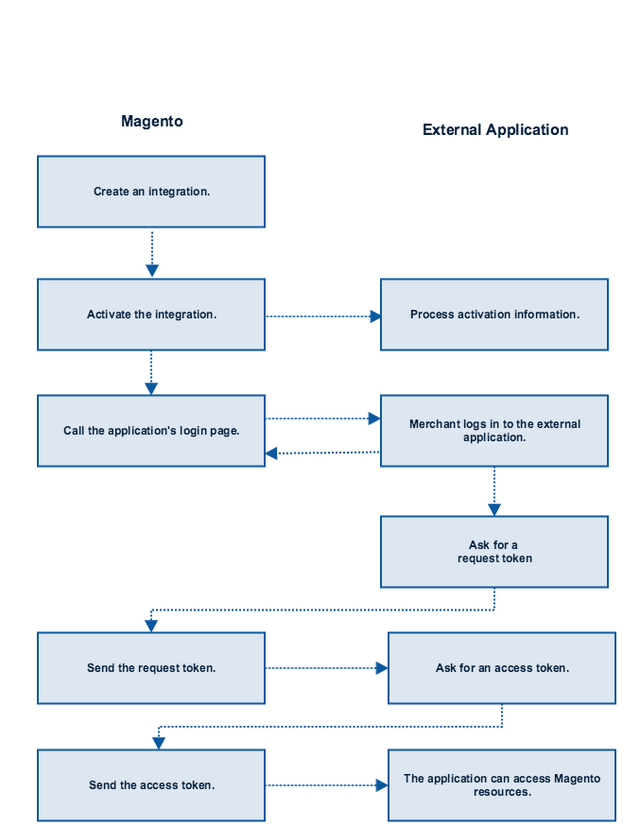 Magento
External Application
Create an integration.
Activate the integration.
Process activation information.
Call the application's login page.
Merchant logs in to the external
application.
Ask for a
request token
Send the request token.
Ask for an access token.
Send the access token.
The application can access Magento
resources.